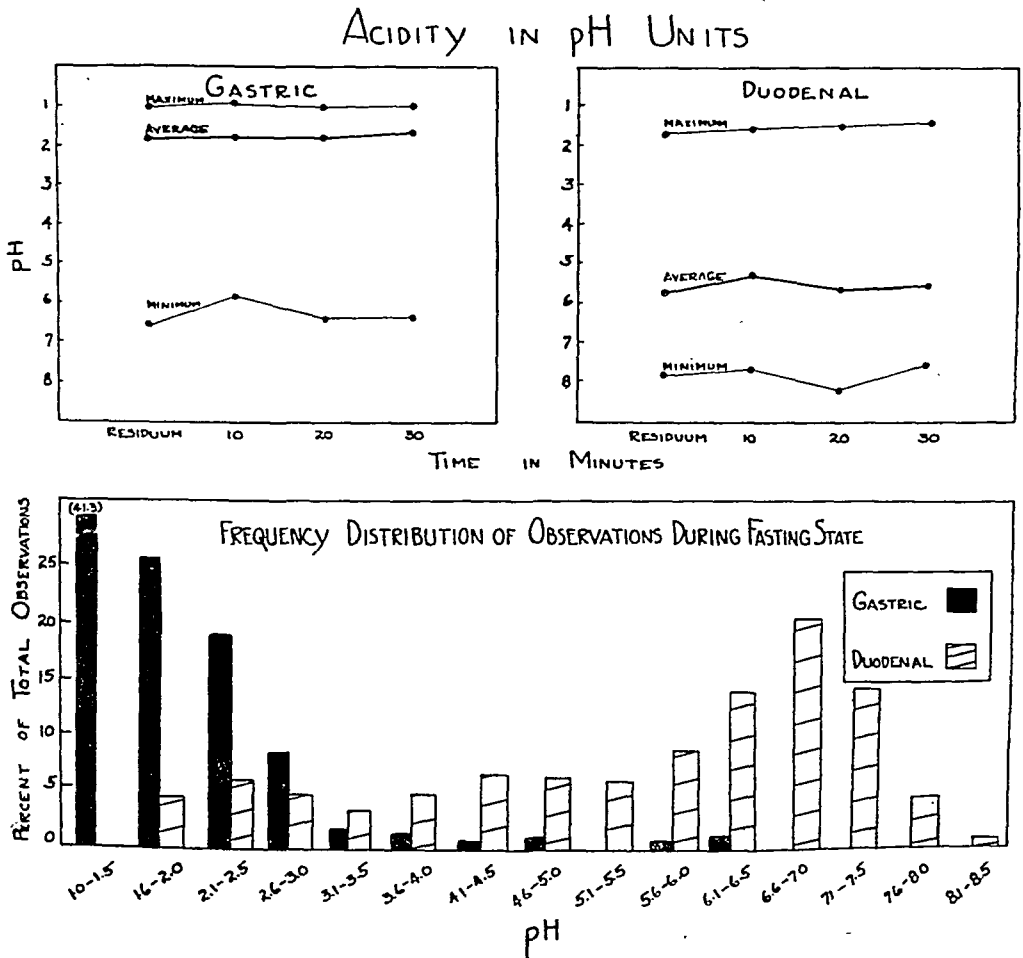 ACIDITY IN pH UNITS
GASTRIC
MAXIMUM
AVERAGE
MINIMUM
pH
1
2
3
4
5
6
7
8
RESIDUUM 10 20 30
DUODENAL
MAXIMUM
AVERAGE
MINIMUM
1
2
3
4
5
6
7
8
RESIDUUM 10 20 30
TIME IN MINUTES
FREQUENCY DISTRIBUTION OF OBSERVATIONS DURING FASTING STATE
(41.3)
PERCENT OF TOTAL OBSERVATIONS
25
20
15
10
5
0
GASTRIC
DUODENAL
1.0-1.5 1.6-2.0 2.1-2.5 2.6-3.0 3.1-3.5 3.6-4.0 4.1-4.5 4.6-5.0 5.1-5.5 5.6-6.0 6.1-6.5 6.6-7.0 7.1-7.5 7.6-8.0 8.1-8.5
pH